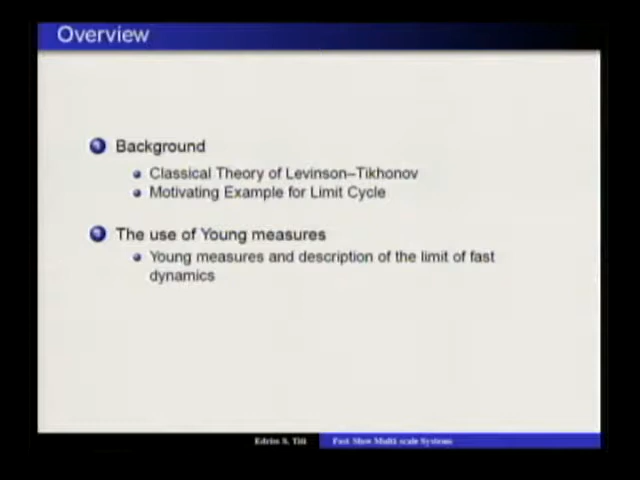 Overview
Background
Classical Theory of Levinson–Tikhonov
Motivating Example for Limit Cycle
The use of Young measures
Young measures and description of the limit of fast
dynamics
Edriss S. Titi
Fast Slow Multi-scale Systems